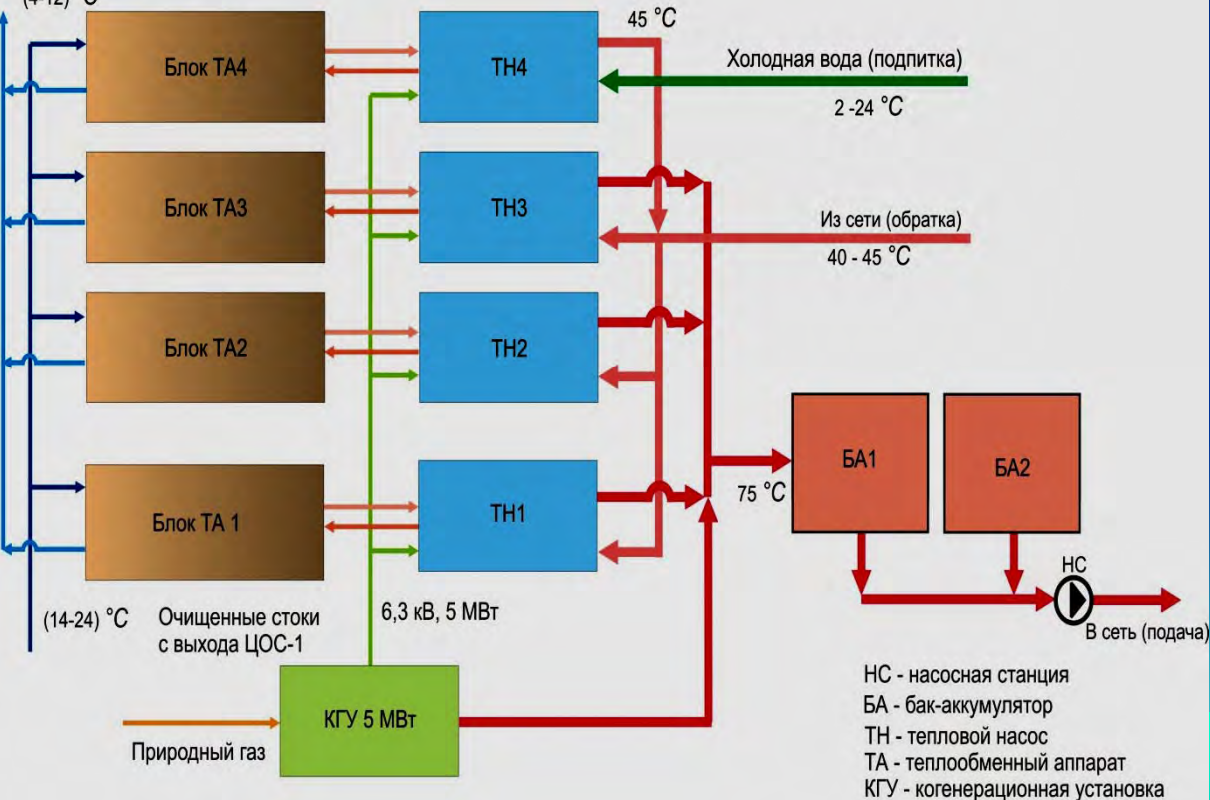 (4-12) °C
45 °C
Блок ТА4
ТН4
Холодная вода (подпитка)
2 -24 °C
Блок ТА3
ТН3
Из сети (обратка)
40 - 45 °C
Блок ТА2
ТН2
БА1
БА2
75 °C
Блок ТА 1
ТН1
НС
(14-24) °C
Очищенные стоки
с выхода ЦОС-1
6,3 кВ, 5 МВт
В сеть (подача)
НС - насосная станция
БА - бак-аккумулятор
ТН - тепловой насос
ТА - теплообменный аппарат
КГУ - когенерационная установка
КГУ 5 МВт
Природный газ